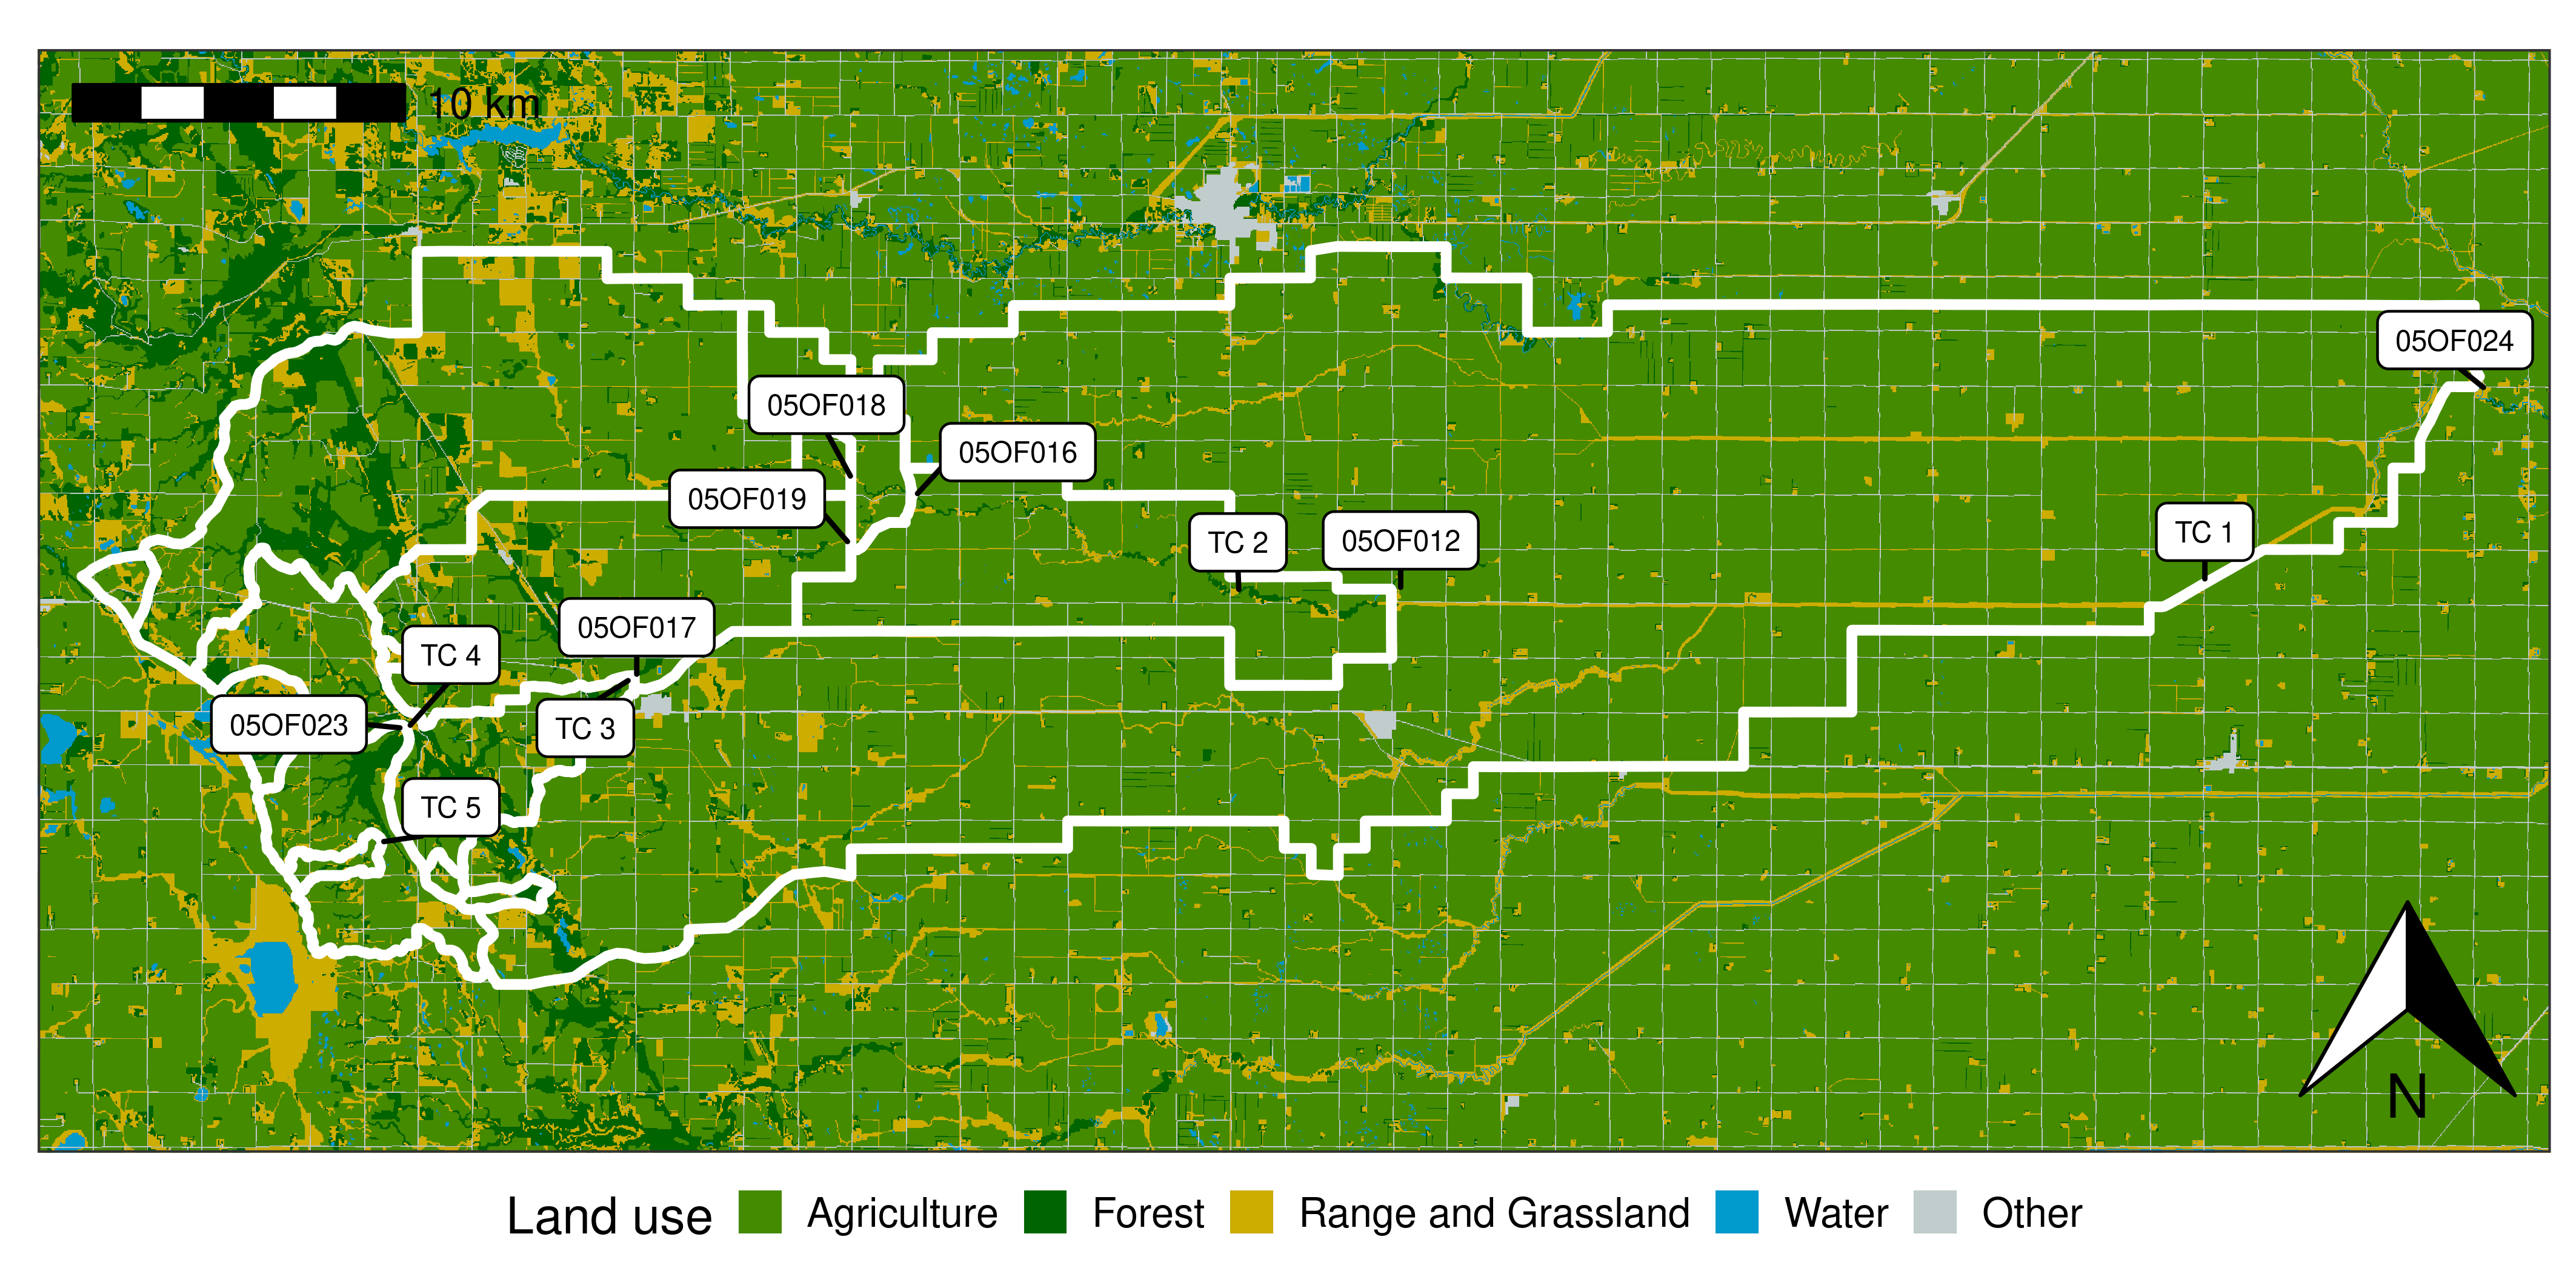 10 km
05OF024
05OF018
05OF016
05OF019
TC 1
TC 2
05OF012
05OF017
TC 4
05OF023
TC 3
TC 5
N
Land use
Agriculture
Forest
Range and Grassland
Water
Other